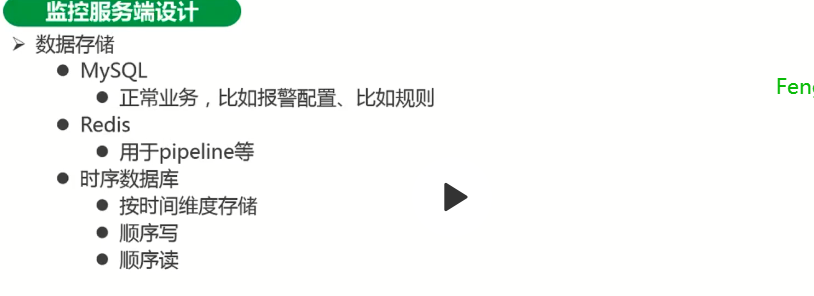 监控服务端设计
数据存储
MySQL
正常业务，比如报警配置、比如规则
Redis
用于pipeline等
时序数据库
按时间维度存储
顺序写
顺序读
Feng